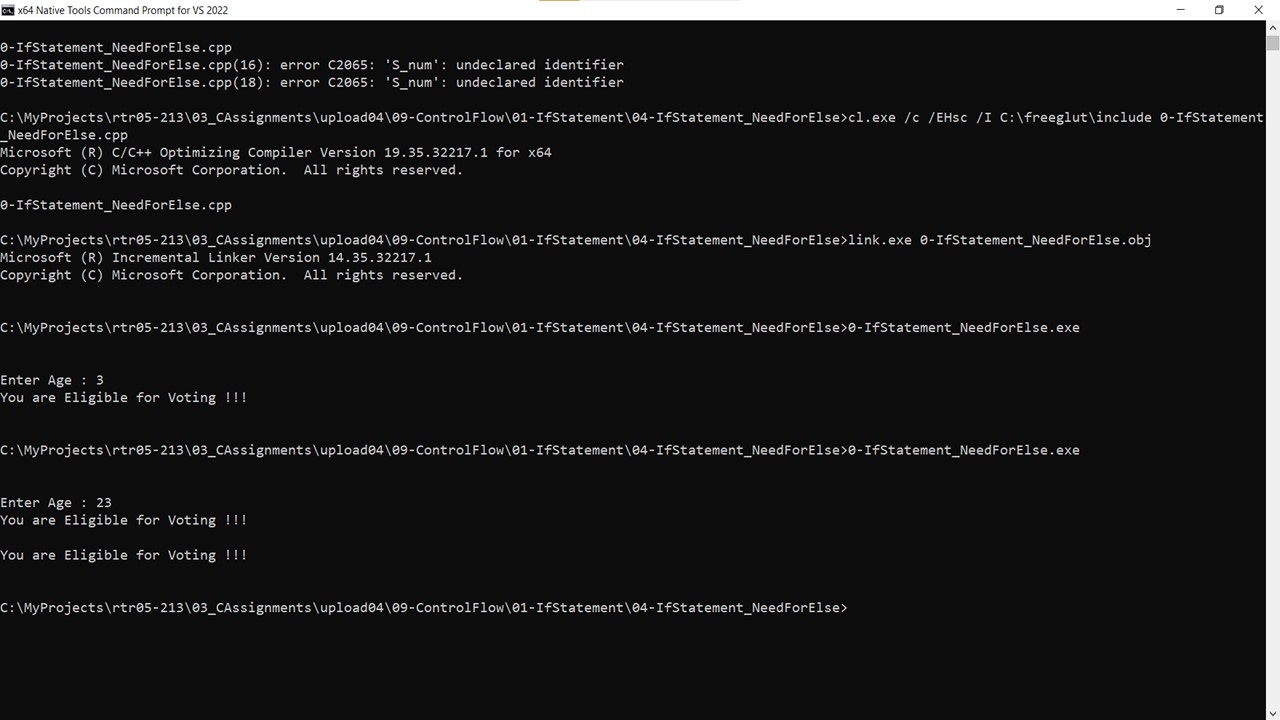 x64 Native Tools Command Prompt for VS 2022
0-IfStatement_NeedForElse.cpp
0-IfStatement_NeedForElse.cpp(16): error C2065: 'S_num': undeclared identifier
0-IfStatement_NeedForElse.cpp(18): error C2065: 'S_num': undeclared identifier
C:\MyProjects\rtr05-213\03_CAssignments\upload04\09-ControlFlow\01-IfStatement\04-IfStatement_NeedForElse>cl.exe /c /EHsc /I C:\freeglut\include 0-IfStatement
_NeedForElse.cpp
Microsoft (R) C/C++ Optimizing Compiler Version 19.35.32217.1 for x64
Copyright (C) Microsoft Corporation.  All rights reserved.
0-IfStatement_NeedForElse.cpp
C:\MyProjects\rtr05-213\03_CAssignments\upload04\09-ControlFlow\01-IfStatement\04-IfStatement_NeedForElse>link.exe 0-IfStatement_NeedForElse.obj
Microsoft (R) Incremental Linker Version 14.35.32217.1
Copyright (C) Microsoft Corporation.  All rights reserved.
C:\MyProjects\rtr05-213\03_CAssignments\upload04\09-ControlFlow\01-IfStatement\04-IfStatement_NeedForElse>0-IfStatement_NeedForElse.exe
Enter Age : 3
You are Eligible for Voting !!!
C:\MyProjects\rtr05-213\03_CAssignments\upload04\09-ControlFlow\01-IfStatement\04-IfStatement_NeedForElse>0-IfStatement_NeedForElse.exe
Enter Age : 23
You are Eligible for Voting !!!
You are Eligible for Voting !!!
C:\MyProjects\rtr05-213\03_CAssignments\upload04\09-ControlFlow\01-IfStatement\04-IfStatement_NeedForElse>